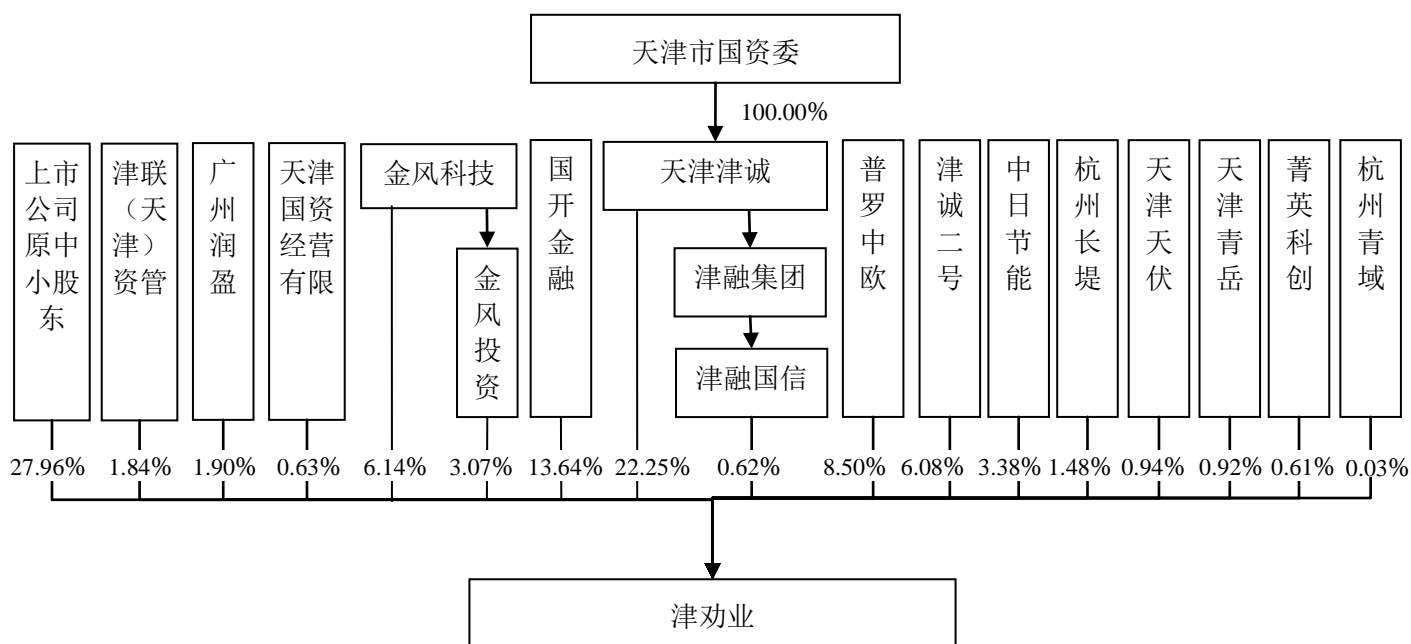 天津市国资委
100.00%
上市公司原中小股东
津联（天津）资管
广州润盈
天津国资经营有限
金风科技
金风投资
国开金融
天津津诚
津融集团
津融国信
普罗中欧
津诚二号
中日节能
杭州长堤
天津天伏
天津青岳
菁英科创
杭州青域
27.96%
1.84%
1.90%
0.63%
6.14%
3.07%
13.64%
22.25%
0.62%
8.50%
6.08%
3.38%
1.48%
0.94%
0.92%
0.61%
0.03%
津劝业